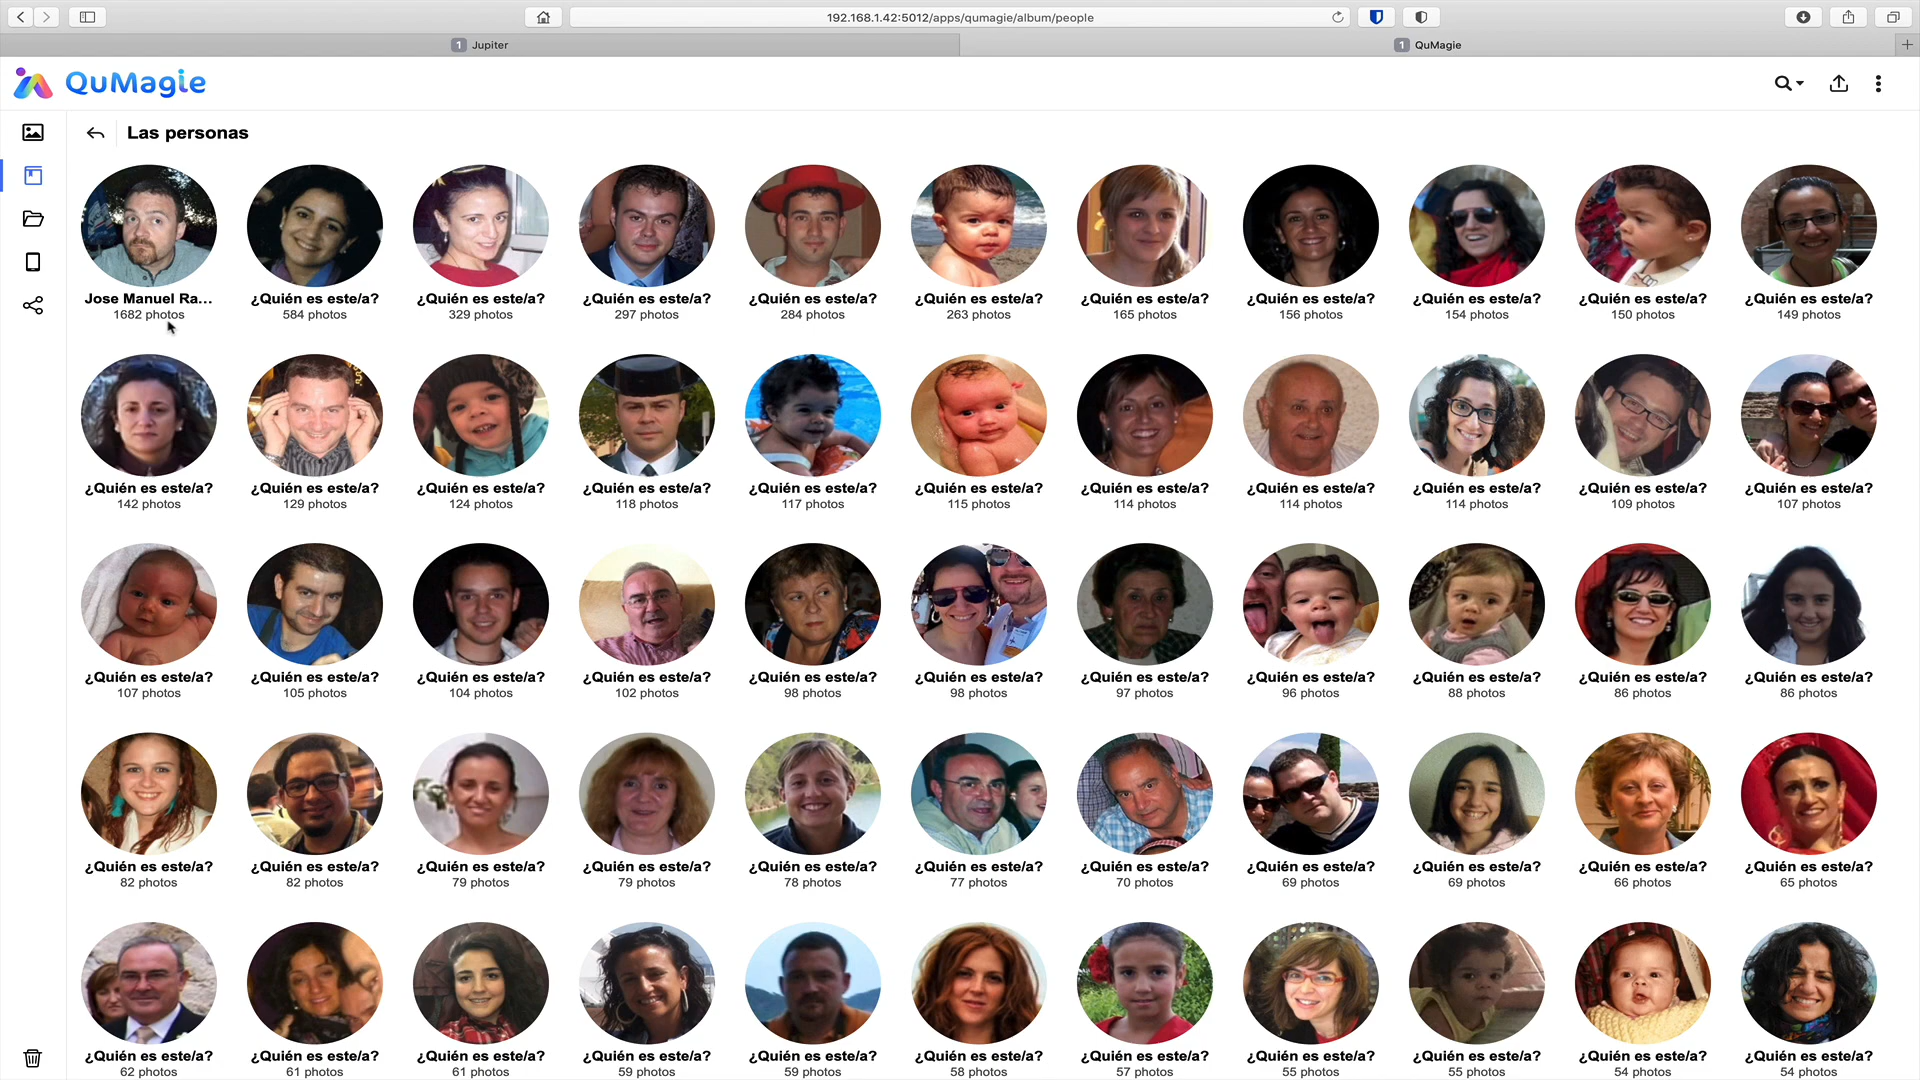 192.168.1.42:5012/apps/qumagie/album/people
1 Jupiter
1 QuMagie
QuMagie
Las personas
Jose Manuel Ra... ¿Quién es este/a? ¿Quién es este/a? ¿Quién es este/a? ¿Quién es este/a? ¿Quién es este/a? ¿Quién es este/a? ¿Quién es este/a? ¿Quién es este/a? ¿Quién es este/a? ¿Quién es este/a?
1682 photos 584 photos 329 photos 297 photos 284 photos 263 photos 165 photos 156 photos 154 photos 150 photos 149 photos
¿Quién es este/a? ¿Quién es este/a? ¿Quién es este/a? ¿Quién es este/a? ¿Quién es este/a? ¿Quién es este/a? ¿Quién es este/a? ¿Quién es este/a? ¿Quién es este/a? ¿Quién es este/a? ¿Quién es este/a?
142 photos 129 photos 124 photos 118 photos 117 photos 115 photos 114 photos 114 photos 114 photos 109 photos 107 photos
¿Quién es este/a? ¿Quién es este/a? ¿Quién es este/a? ¿Quién es este/a? ¿Quién es este/a? ¿Quién es este/a? ¿Quién es este/a? ¿Quién es este/a? ¿Quién es este/a? ¿Quién es este/a? ¿Quién es este/a?
107 photos 105 photos 104 photos 102 photos 98 photos 98 photos 97 photos 96 photos 88 photos 86 photos 86 photos
¿Quién es este/a? ¿Quién es este/a? ¿Quién es este/a? ¿Quién es este/a? ¿Quién es este/a? ¿Quién es este/a? ¿Quién es este/a? ¿Quién es este/a? ¿Quién es este/a? ¿Quién es este/a? ¿Quién es este/a?
82 photos 82 photos 79 photos 79 photos 78 photos 77 photos 70 photos 69 photos 69 photos 66 photos 65 photos
¿Quién es este/a? ¿Quién es este/a? ¿Quién es este/a? ¿Quién es este/a? ¿Quién es este/a? ¿Quién es este/a? ¿Quién es este/a? ¿Quién es este/a? ¿Quién es este/a? ¿Quién es este/a? ¿Quién es este/a?
62 photos 61 photos 61 photos 59 photos 59 photos 58 photos 57 photos 55 photos 55 photos 54 photos 54 photos